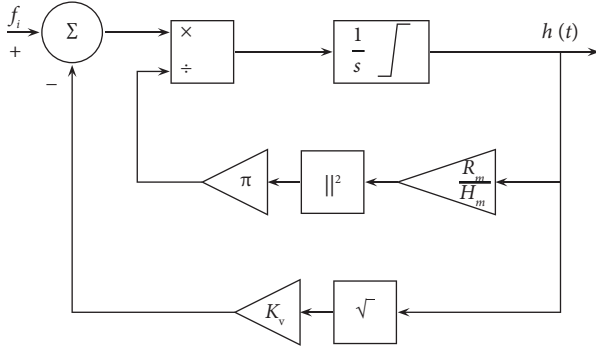 f_i
+
−
Σ
×
÷
1/s
h (t)
π
||²
R_m/H_m
K_v
√